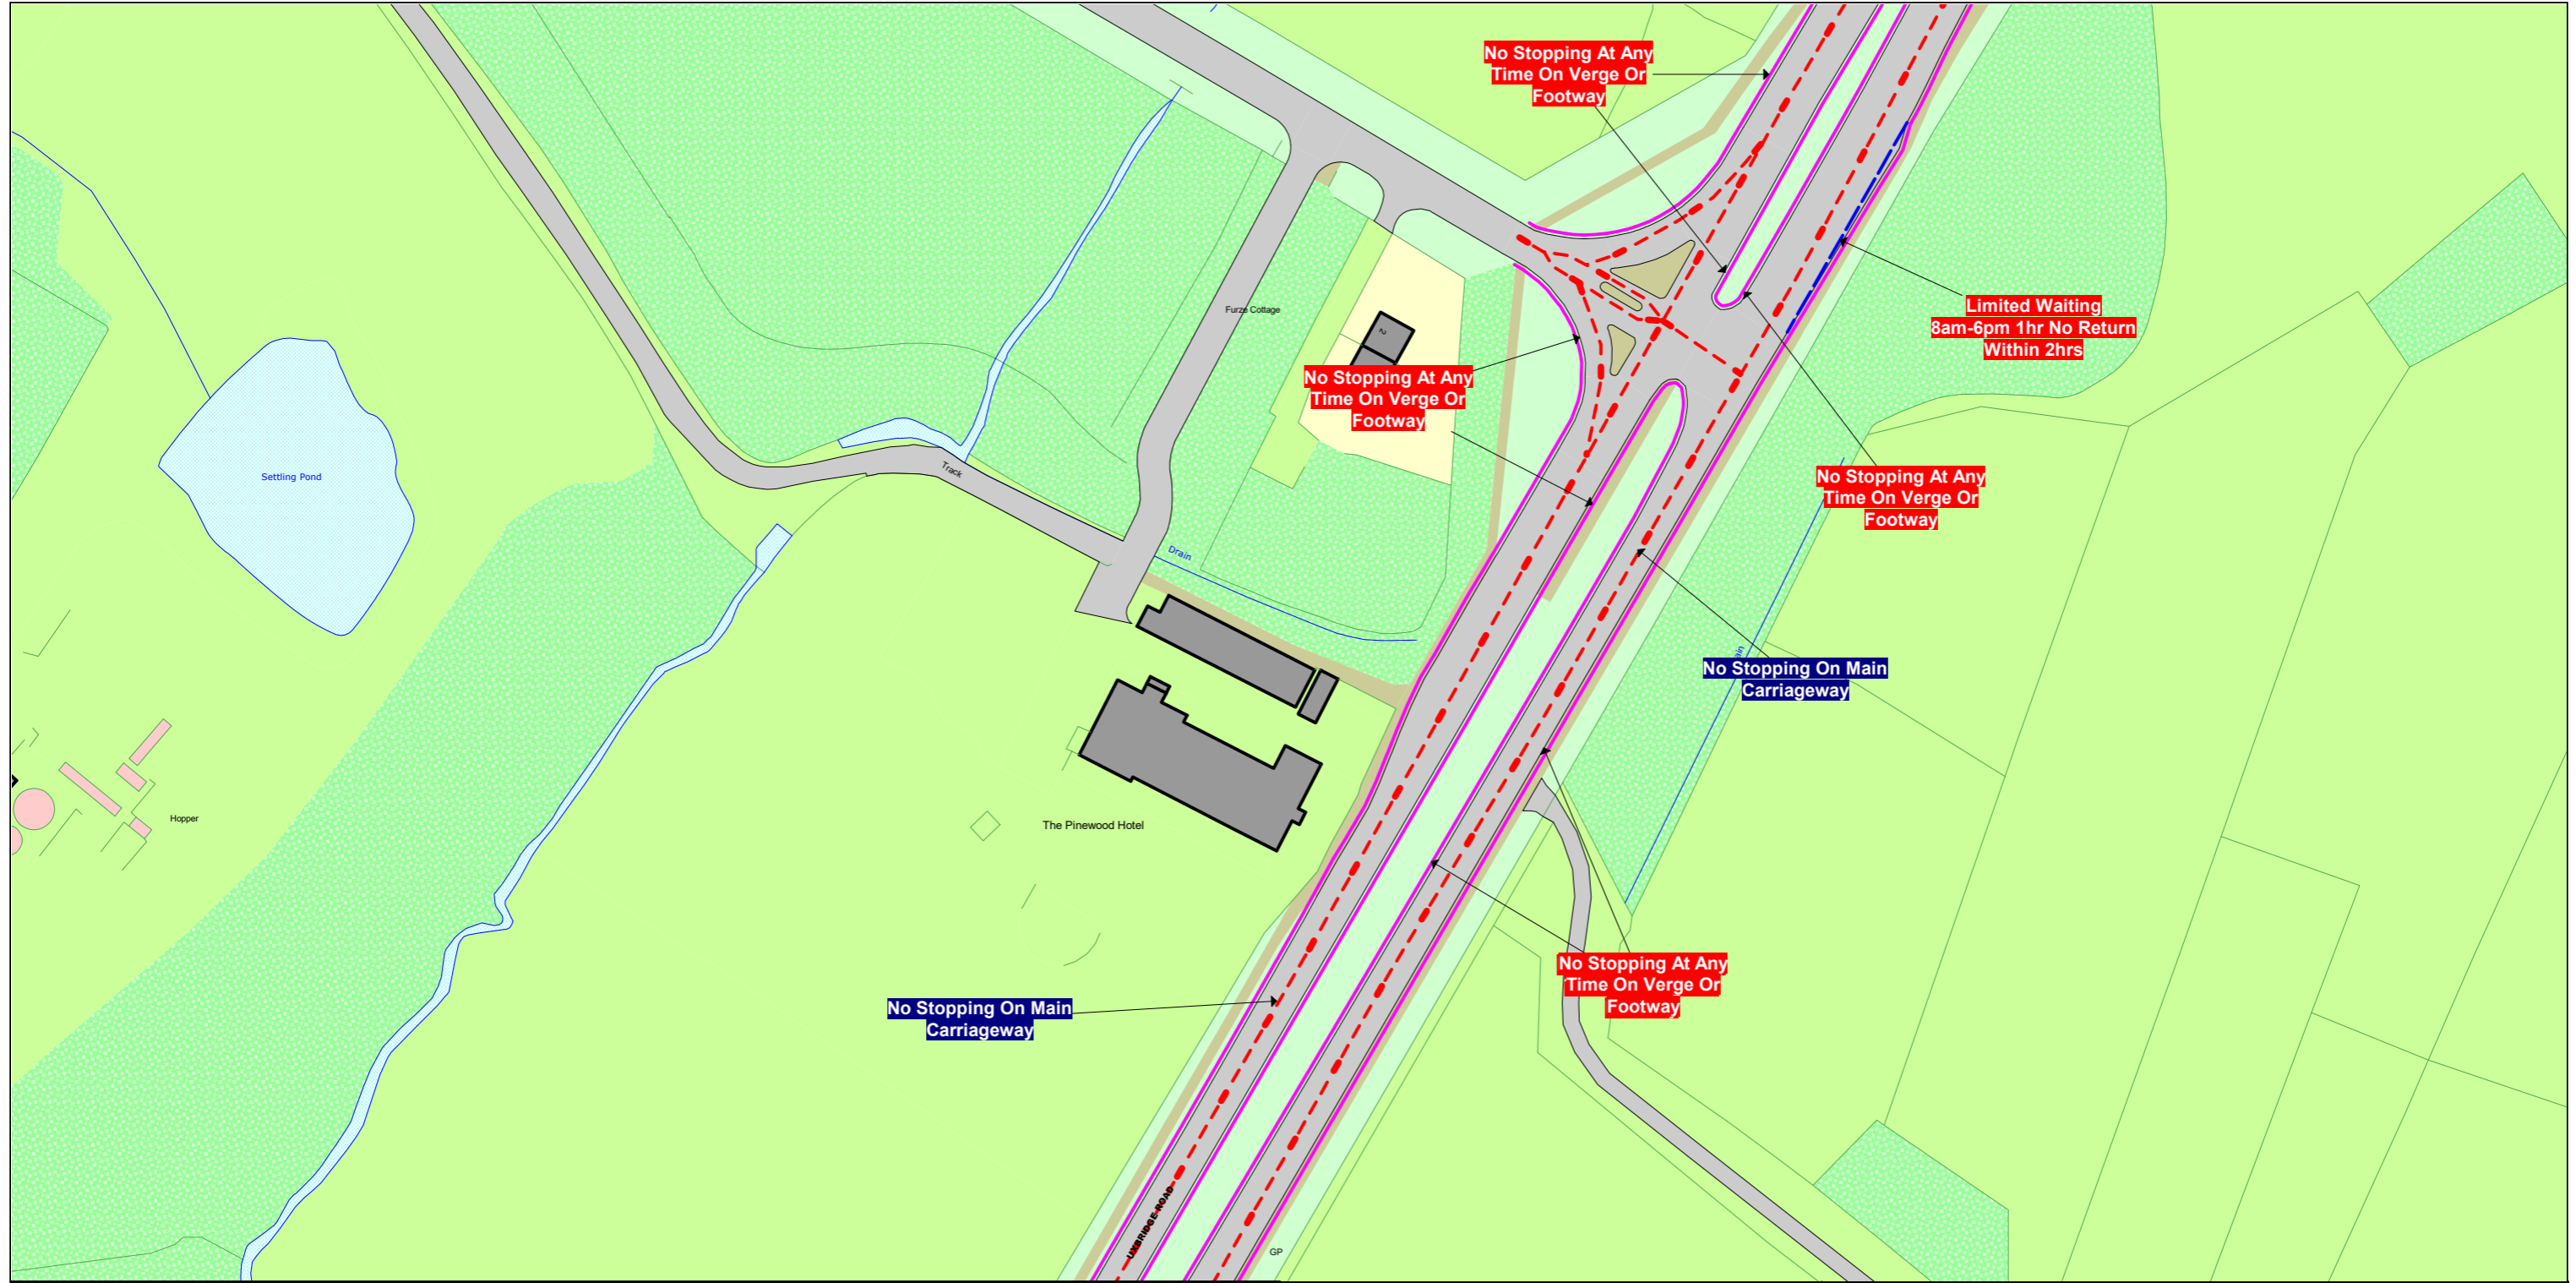 No Stopping At Any
Time On Verge Or
Footway
Limited Waiting
8am-6pm 1hr No Return
Within 2hrs
Furze Cottage
2
No Stopping At Any
Time On Verge Or
Footway
Settling Pond
Track
No Stopping At Any
Time On Verge Or
Footway
Drain
No Stopping On Main
Carriageway
Hopper
The Pinewood Hotel
No Stopping At Any
Time On Verge Or
Footway
No Stopping On Main
Carriageway
UXBRIDGE ROAD
GP